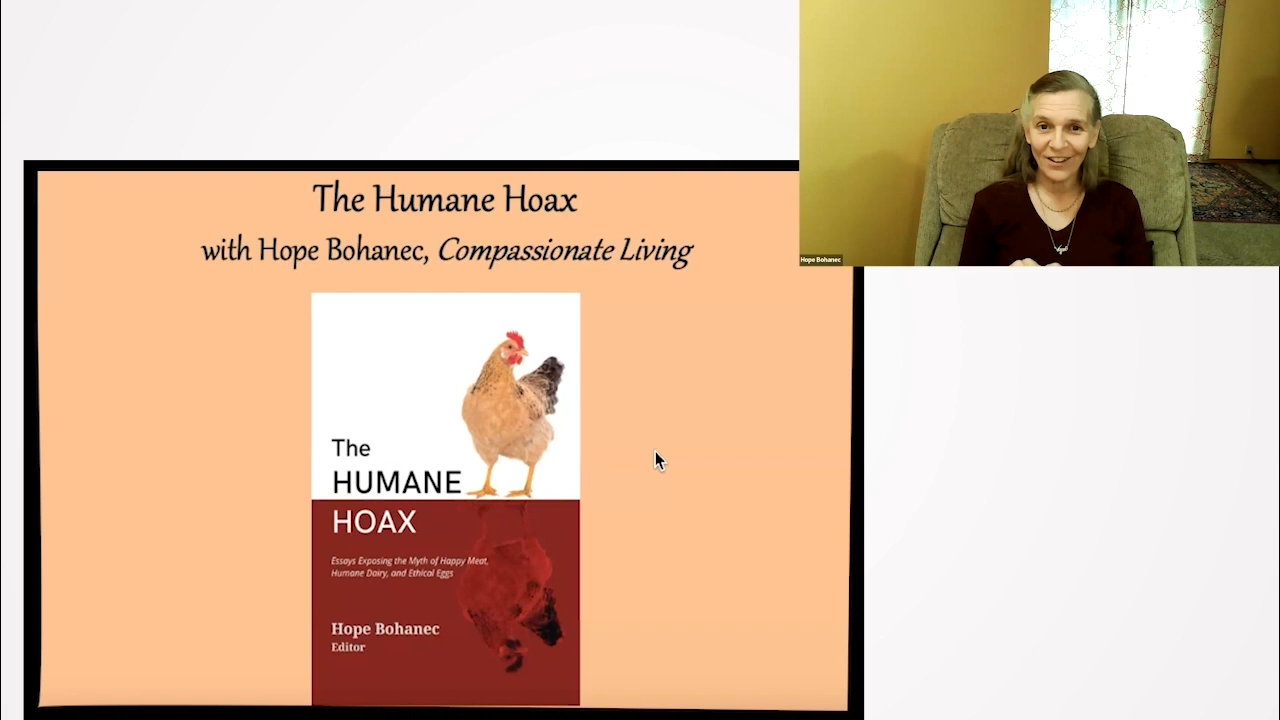 The Humane Hoax
with Hope Bohanec, Compassionate Living
Hope Bohanec
The
HUMANE
HOAX
Essays Exposing the Myth of Happy Meat,
Humane Dairy, and Ethical Eggs
Hope Bohanec
Editor